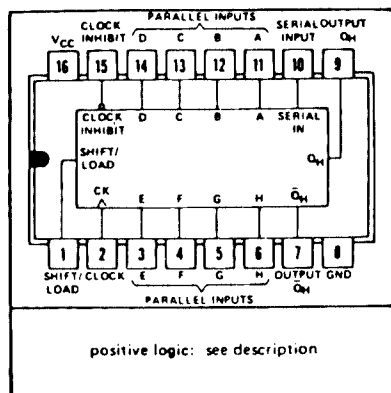 PARALLEL INPUTS
CLOCK SERIAL OUTPUT
VCC INHIBIT D C B A INPUT QH
16 15 14 13 12 11 10 9
CLOCK INHIBIT D C B A SERIAL IN
SHIFT/LOAD QH
CK E F G H Q̄H
1 2 3 4 5 6 7 8
SHIFT/LOAD CLOCK E F G H OUTPUT Q̄H GND
PARALLEL INPUTS
positive logic: see description